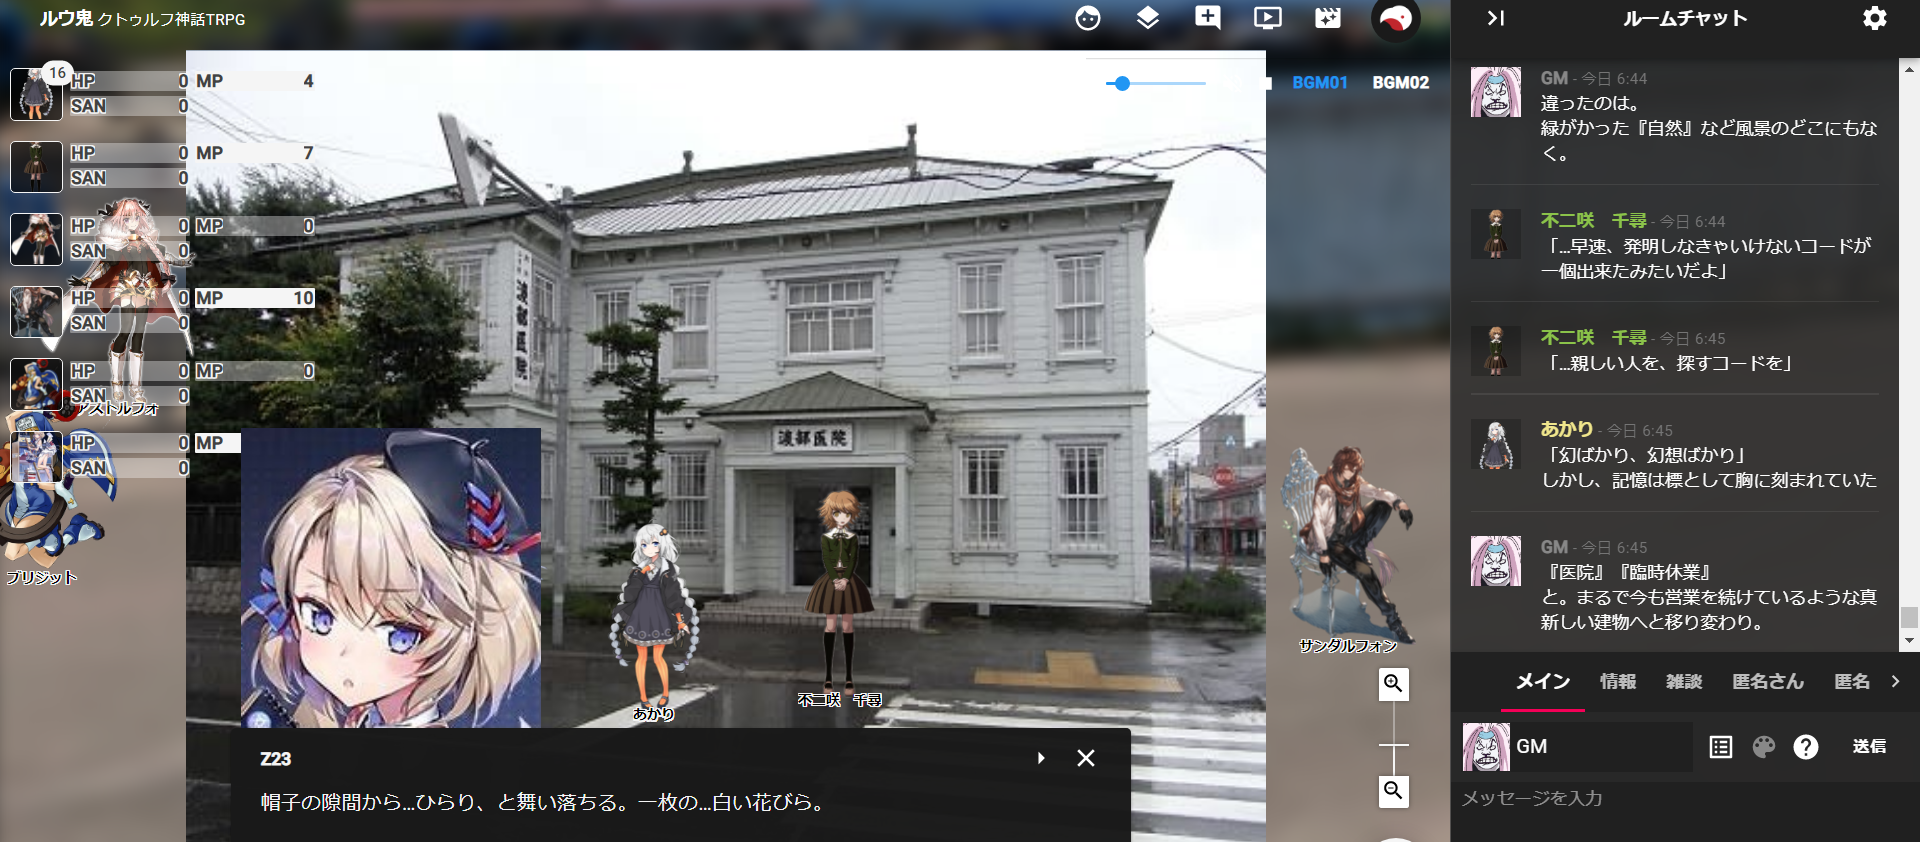 ルウ鬼 クトゥルフ神話TRPG
16
HP 0 MP 4
SAN 0
HP 0 MP 7
SAN 0
HP 0 MP 0
SAN 0
HP 0 MP 10
SAN 0
HP 0 MP 0
SAN 0
HP 0 MP
SAN 0
アストルフォ
ブリジット
BGM01 BGM02
渡部医院
渡部医院
あかり
不二咲　千尋
サンダルフォン
Z23
帽子の隙間から…ひらり、と舞い落ちる。一枚の…白い花びら。
ルームチャット
GM - 今日 6:44
違ったのは。
緑がかった『自然』など風景のどこにもな
く。
不二咲　千尋 - 今日 6:44
「…早速、発明しなきゃいけないコードが
一個出来たみたいだよ」
不二咲　千尋 - 今日 6:45
「…親しい人を、探すコードを」
あかり - 今日 6:45
「幻ばかり、幻想ばかり」
しかし、記憶は標として胸に刻まれていた
GM - 今日 6:45
『医院』『臨時休業』
と。まるで今も営業を続けているような真
新しい建物へと移り変わり。
メイン 情報 雑談 匿名さん 匿名
GM
送信
メッセージを入力